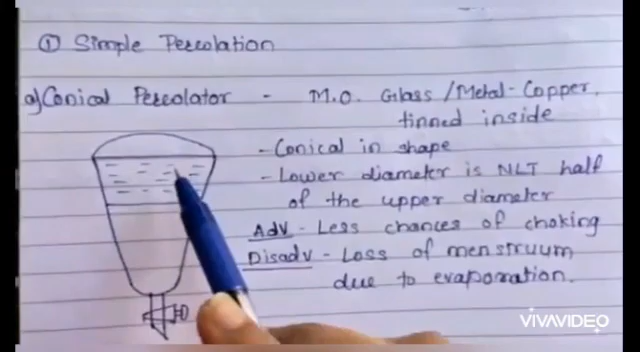 ① Simple Percolation
a) Conical Percolator - M.O. Glass/Metal-Copper,
tinned inside
- Conical in shape
- Lower diameter is NLT half
of the upper diameter
Adv - Less chances of choking
Disadv - Loss of menstruum
due to evaporation.
VIVAVIDEO